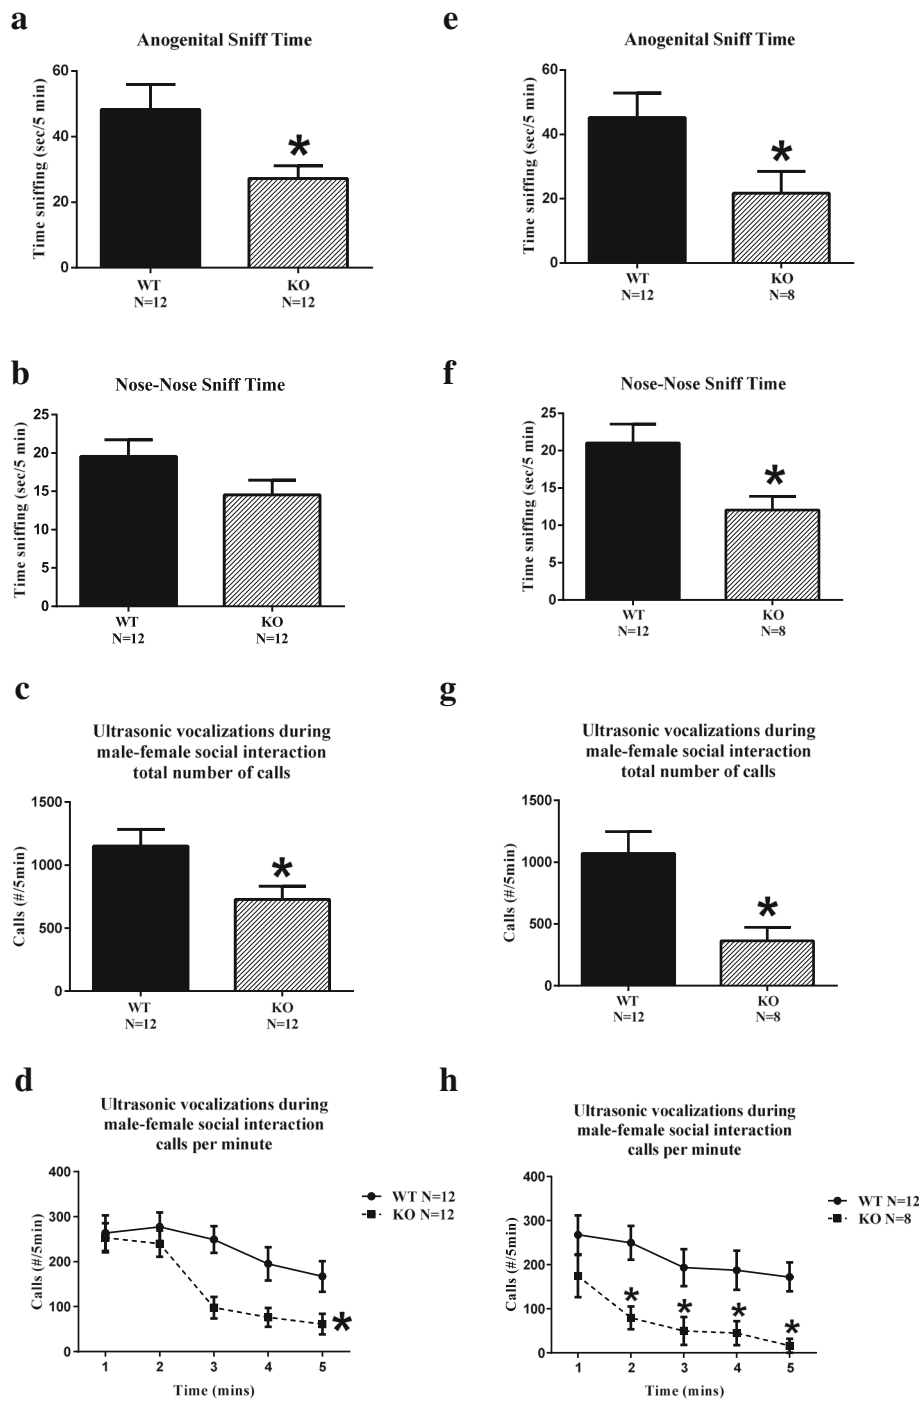 a
Anogenital Sniff Time
Time sniffing (sec/5 min)
60
40
20
0
*
WT
N=12
KO
N=12
e
Anogenital Sniff Time
Time sniffing (sec/5 min)
60
40
20
0
*
WT
N=12
KO
N=8
b
Nose-Nose Sniff Time
Time sniffing (sec/5 min)
25
20
15
10
5
0
WT
N=12
KO
N=12
f
Nose-Nose Sniff Time
Time sniffing (sec/5 min)
25
20
15
10
5
0
*
WT
N=12
KO
N=8
c
Ultrasonic vocalizations during
male-female social interaction
total number of calls
Calls (#/5min)
1500
1000
500
0
*
WT
N=12
KO
N=12
g
Ultrasonic vocalizations during
male-female social interaction
total number of calls
Calls (#/5min)
1500
1000
500
0
*
WT
N=12
KO
N=8
d
Ultrasonic vocalizations during
male-female social interaction
calls per minute
Calls (#/5min)
400
300
200
100
0
WT N=12
KO N=12
*
1 2 3 4 5
Time (mins)
h
Ultrasonic vocalizations during
male-female social interaction
calls per minute
Calls (#/5min)
400
300
200
100
0
WT N=12
KO N=8
* * * *
1 2 3 4 5
Time (mins)